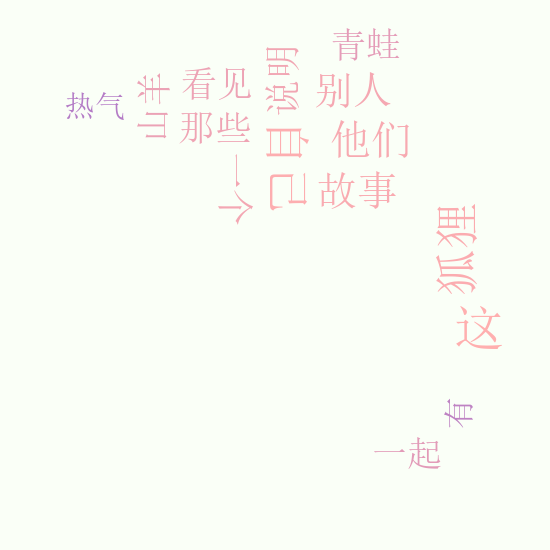 青蛙
看见
说明
别人
热气
山羊
那些
自己
他们
一个
故事
狐狸
这
有
一起